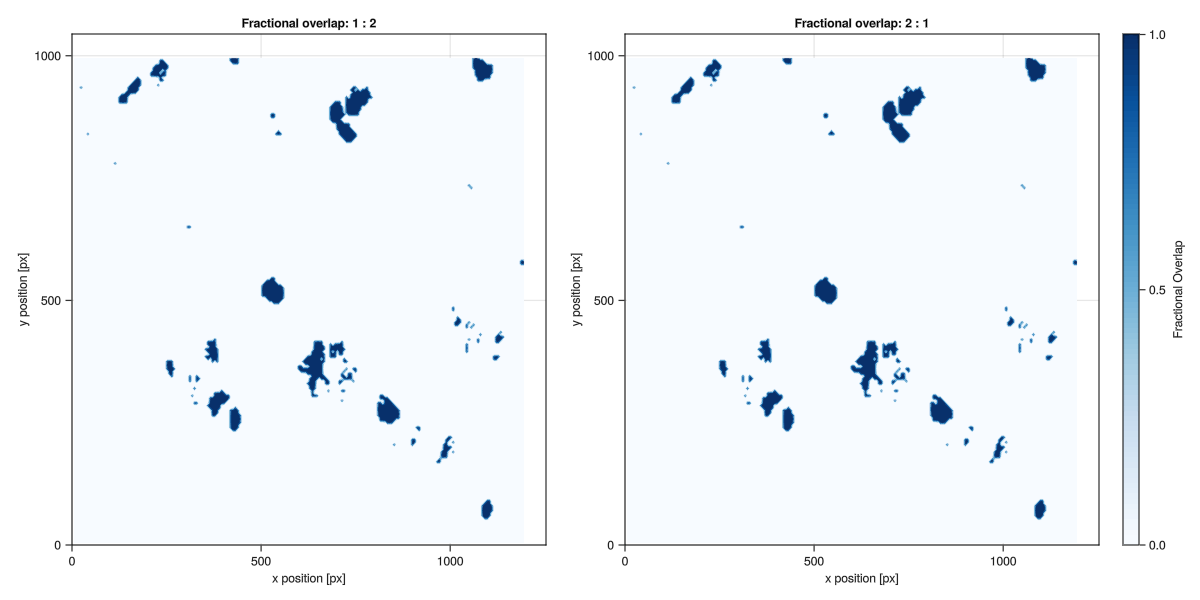 Fractional overlap: 1 : 2
1000
500
0
0
500
1000
y position [px]
x position [px]
Fractional overlap: 2 : 1
1000
500
0
0
500
1000
y position [px]
x position [px]
1.0
0.5
0.0
Fractional Overlap